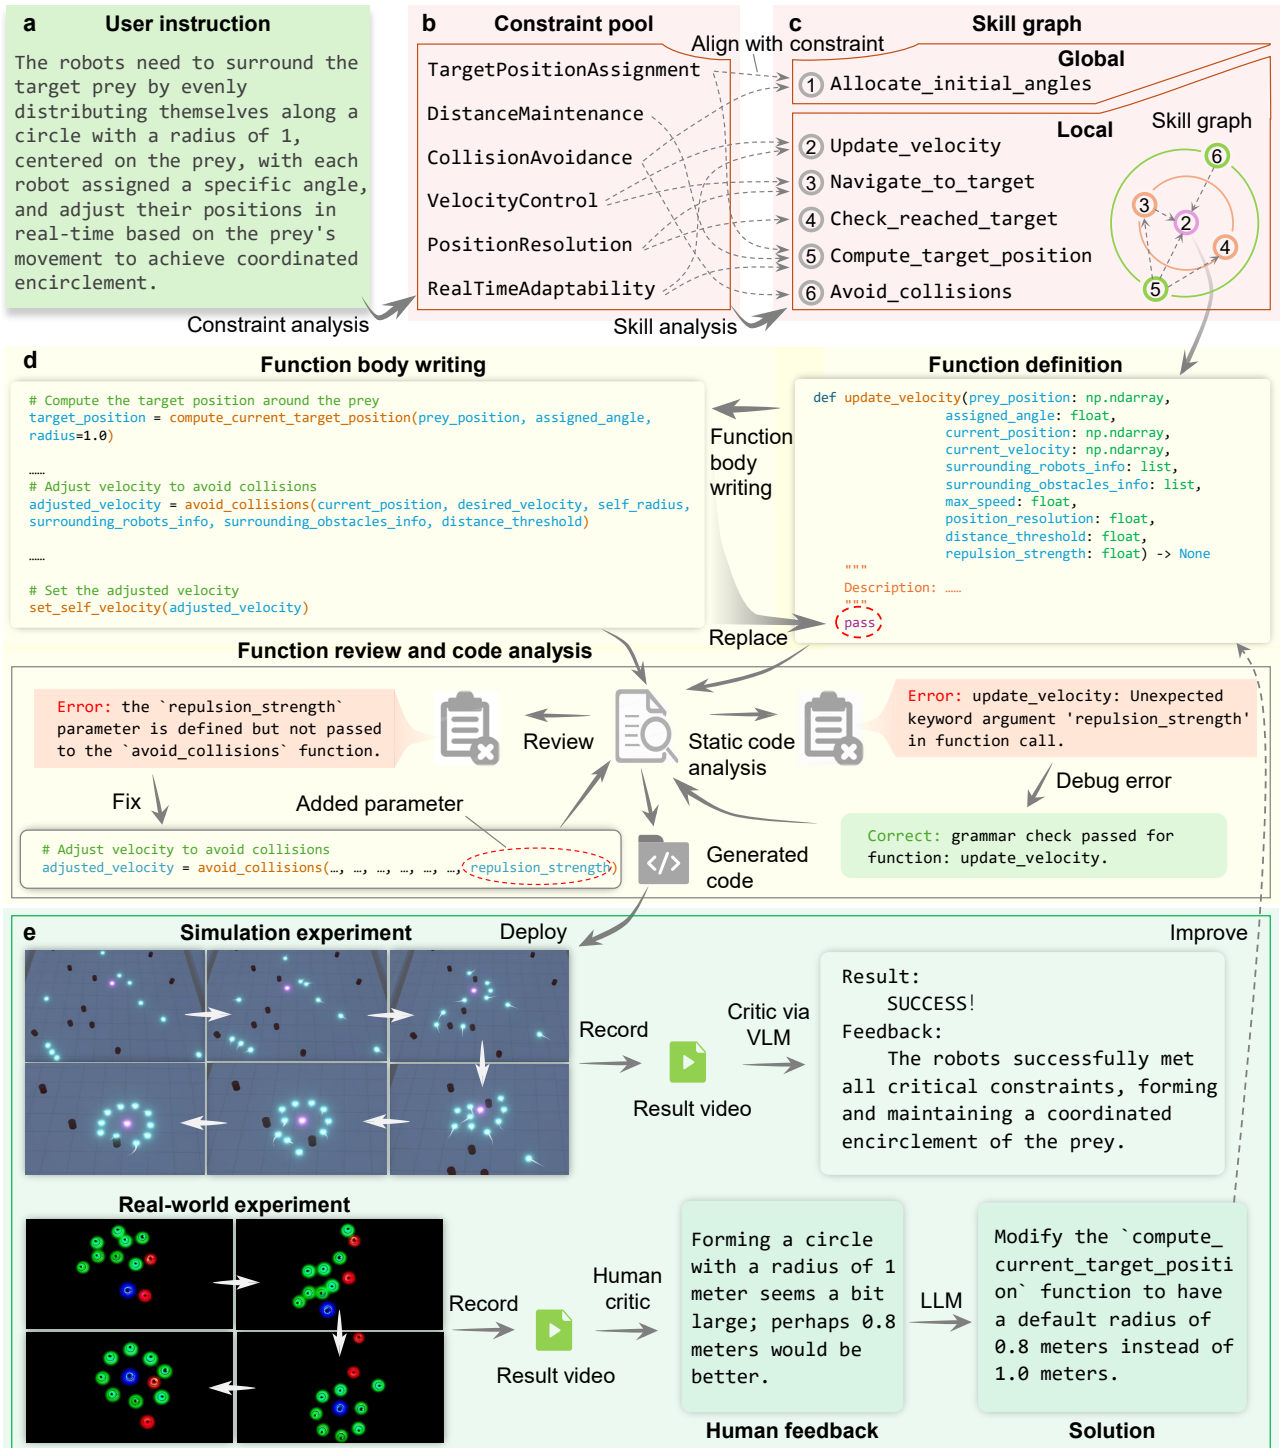 a User instruction
The robots need to surround the
target prey by evenly
distributing themselves along a
circle with a radius of 1,
centered on the prey, with each
robot assigned a specific angle,
and adjust their positions in
real-time based on the prey's
movement to achieve coordinated
encirclement.
Constraint analysis
b Constraint pool
TargetPositionAssignment
DistanceMaintenance
CollisionAvoidance
VelocityControl
PositionResolution
RealTimeAdaptability
Align with constraint
Skill analysis
c Skill graph
Global
1 Allocate_initial_angles
Local
2 Update_velocity
3 Navigate_to_target
4 Check_reached_target
5 Compute_target_position
6 Avoid_collisions
Skill graph
6
3
2
4
5
d Function body writing
# Compute the target position around the prey
target_position = compute_current_target_position(prey_position, assigned_angle,
radius=1.0)
……
# Adjust velocity to avoid collisions
adjusted_velocity = avoid_collisions(current_position, desired_velocity, self_radius,
surrounding_robots_info, surrounding_obstacles_info, distance_threshold)
……
# Set the adjusted velocity
set_self_velocity(adjusted_velocity)
Function
body
writing
Replace
Function definition
def update_velocity(prey_position: np.ndarray,
assigned_angle: float,
current_position: np.ndarray,
current_velocity: np.ndarray,
surrounding_robots_info: list,
surrounding_obstacles_info: list,
max_speed: float,
position_resolution: float,
distance_threshold: float,
repulsion_strength: float) -> None
"""
Description: ……
"""
pass
Function review and code analysis
Error: the `repulsion_strength`
parameter is defined but not passed
to the `avoid_collisions` function.
Review
Static code
analysis
Error: update_velocity: Unexpected
keyword argument 'repulsion_strength'
in function call.
Fix
Added parameter
Debug error
# Adjust velocity to avoid collisions
adjusted_velocity = avoid_collisions(…, …, …, …, …, …, repulsion_strength)
</>
Generated
code
Correct: grammar check passed for
function: update_velocity.
e Simulation experiment
Deploy
Improve
Record
Result video
Critic via
VLM
Result:
SUCCESS!
Feedback:
The robots successfully met
all critical constraints, forming
and maintaining a coordinated
encirclement of the prey.
Real-world experiment
Record
Result video
Human
critic
Forming a circle
with a radius of 1
meter seems a bit
large; perhaps 0.8
meters would be
better.
Human feedback
LLM
Modify the `compute_
current_target_positi
on` function to have
a default radius of
0.8 meters instead of
1.0 meters.
Solution